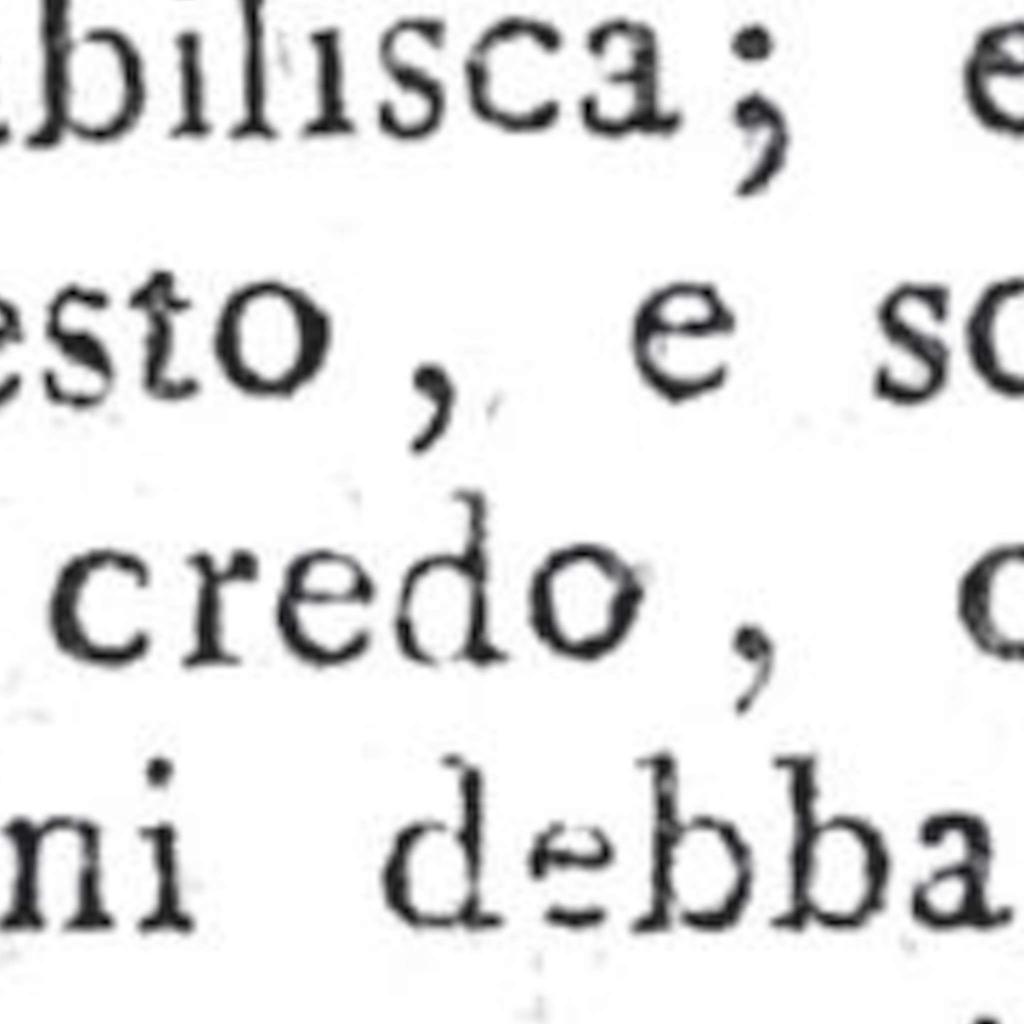 bilisca; e
esto, e so
credo, c
ni debba